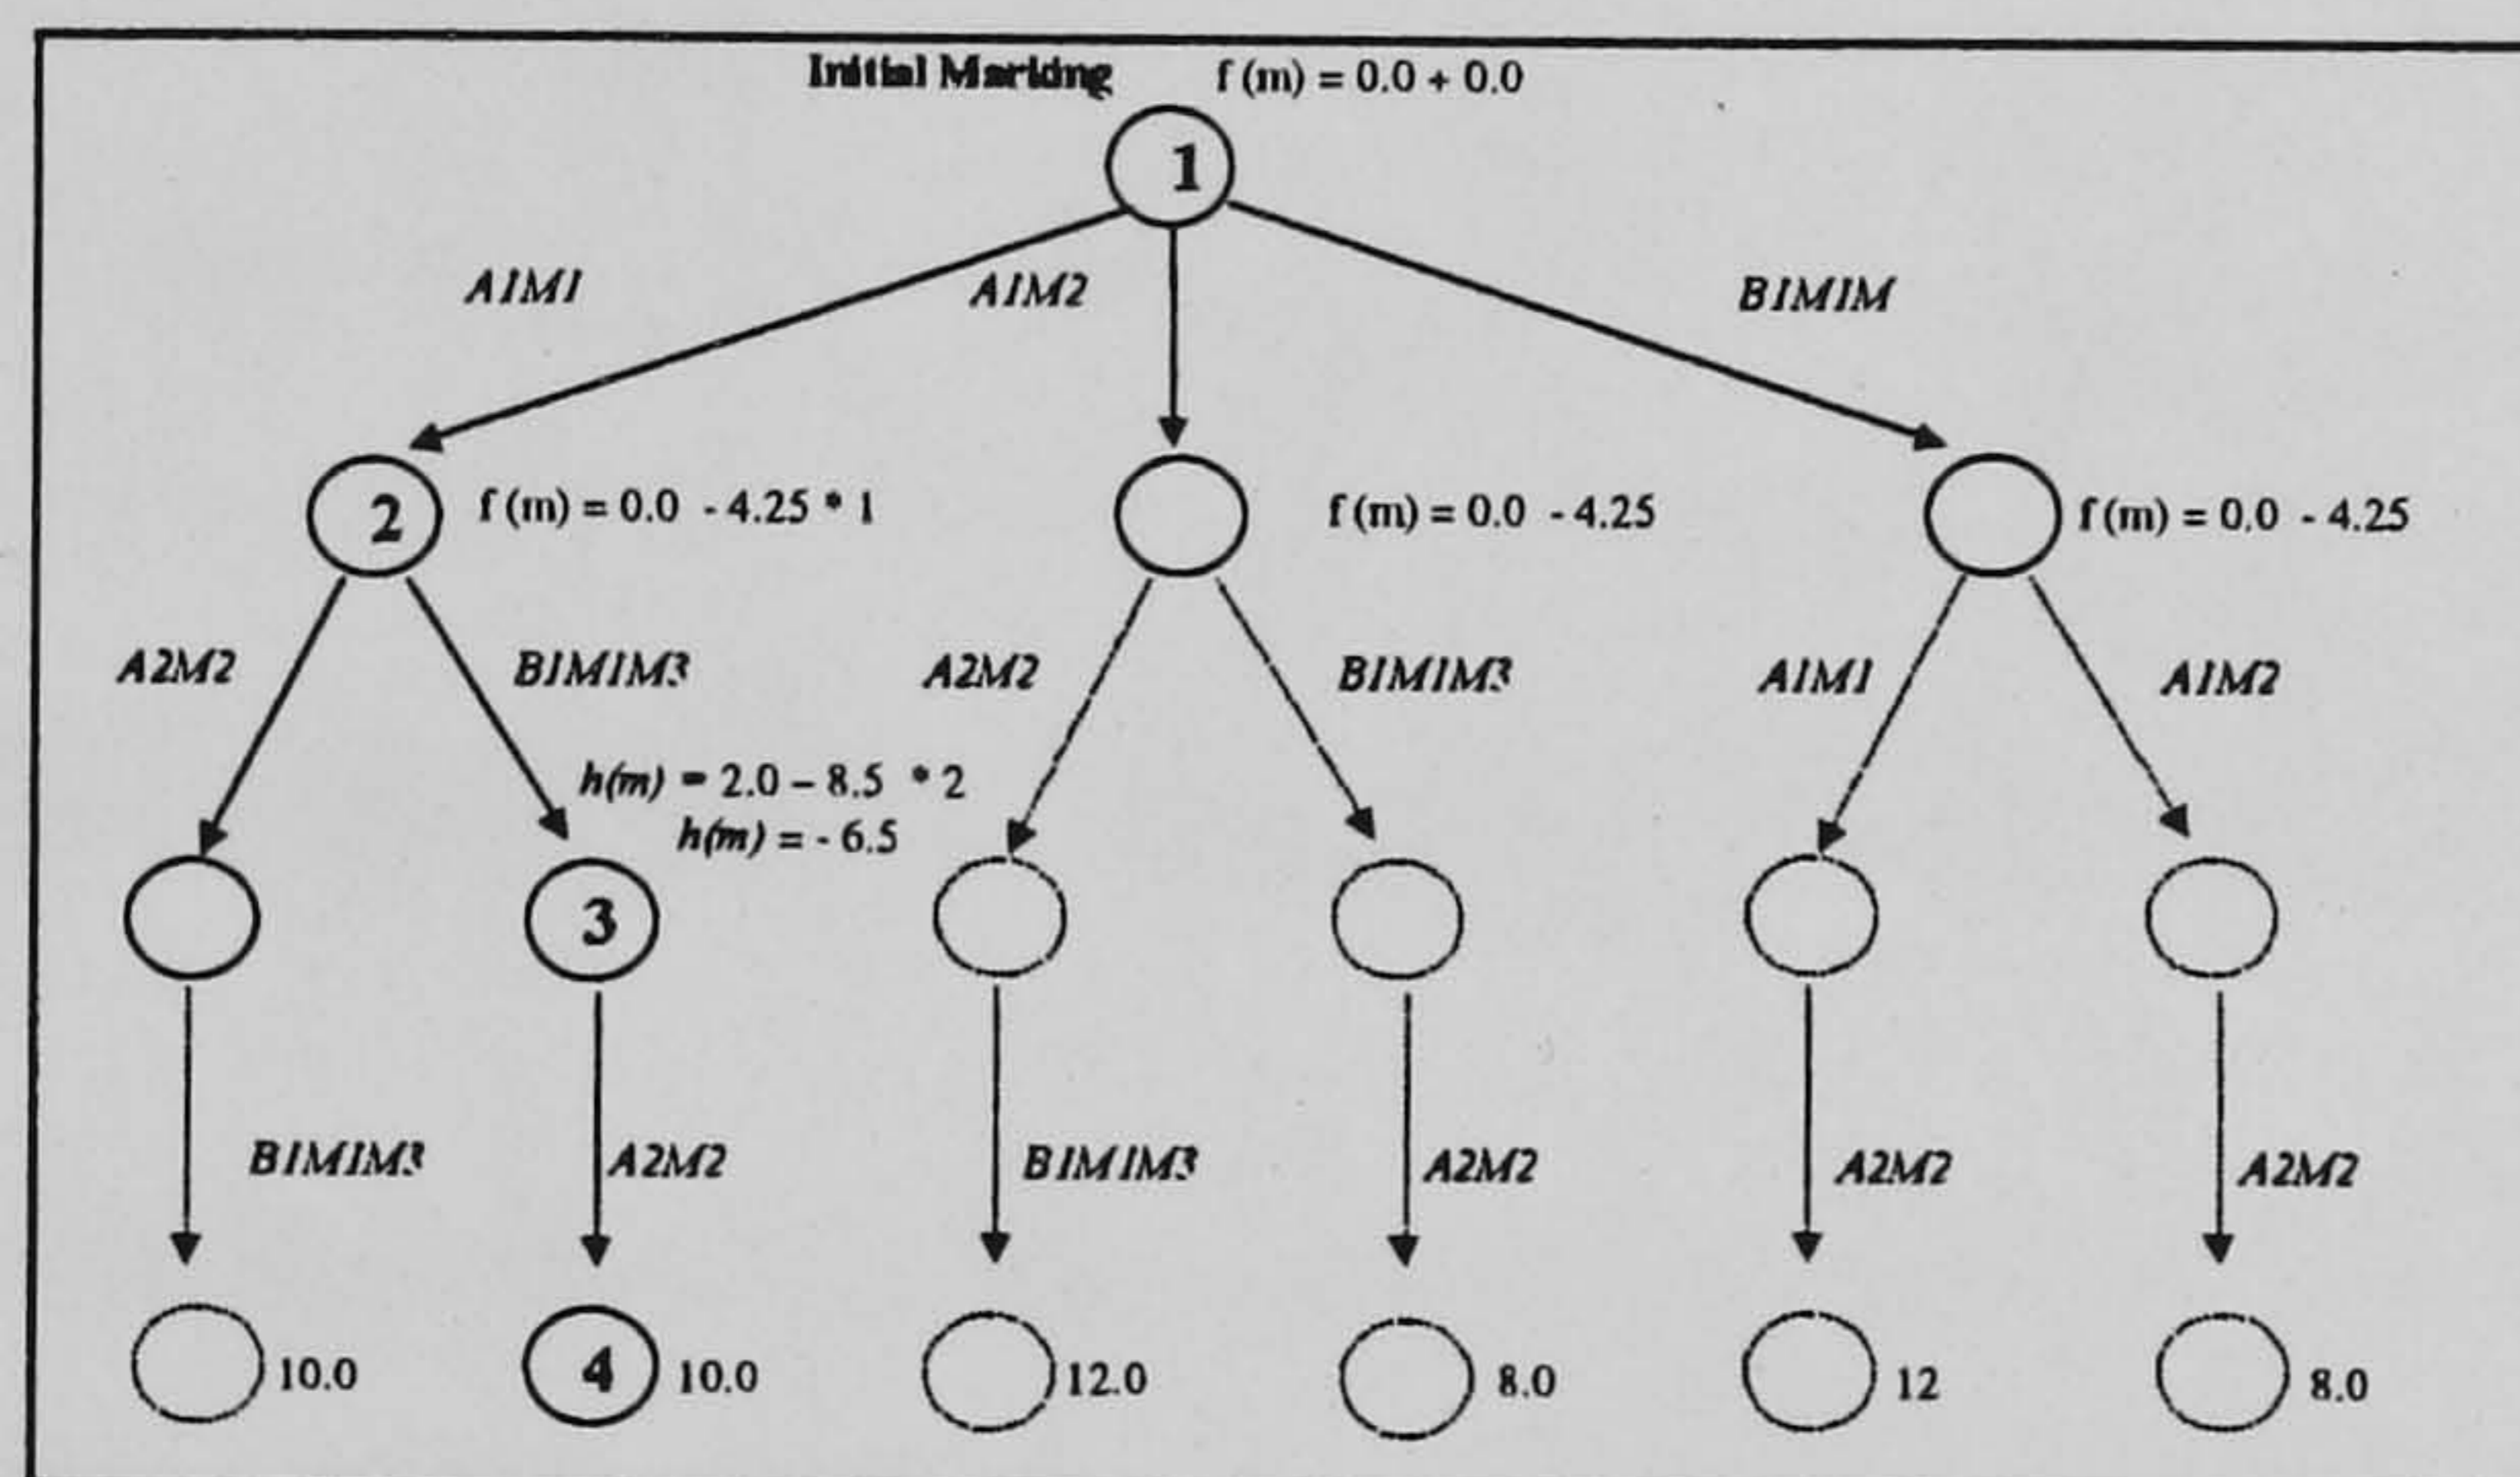 Initial Marking f (m) = 0.0 + 0.0
1
A1M1 A1M2 B1M1M
2 f (m) = 0.0 - 4.25 * 1 f (m) = 0.0 - 4.25 f (m) = 0.0 - 4.25
A2M2 B1M1M3 A2M2 B1M1M3 A1M1 A1M2
h(m) = 2.0 – 8.5 * 2
h(m) = - 6.5
3
B1M1M3 A2M2 B1M1M3 A2M2 A2M2 A2M2
10.0 4 10.0 12.0 8.0 12 8.0